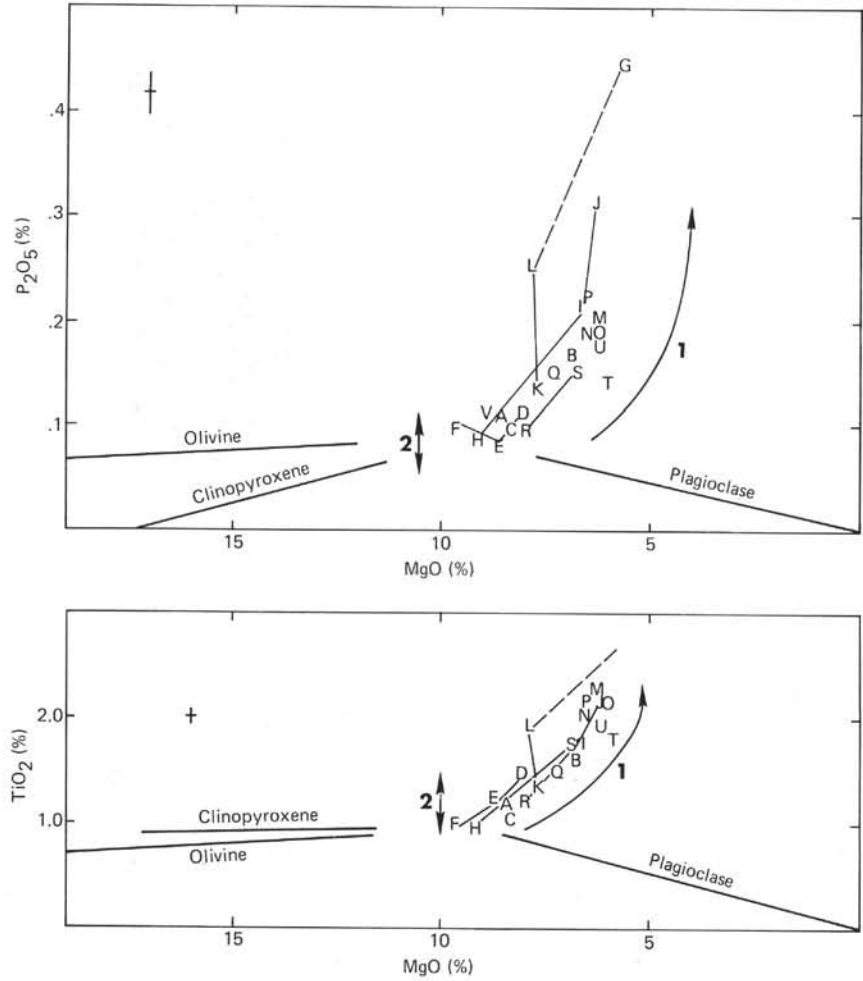 G
.4
J
.3
L
P
I
M
.2
N O
U
B
Q S
T
K
1
V A D
.1
F
C R
H E
2
Olivine
Clinopyroxene
Plagioclase
P2O5 (%)
15
10
5
MgO (%)
M
P J O
L
N
U
2.0
S I
T
B
D
Q
K
E
R
A
1
2
1.0
F H
C
Clinopyroxene
Olivine
Plagioclase
TiO2 (%)
15
10
5
MgO (%)